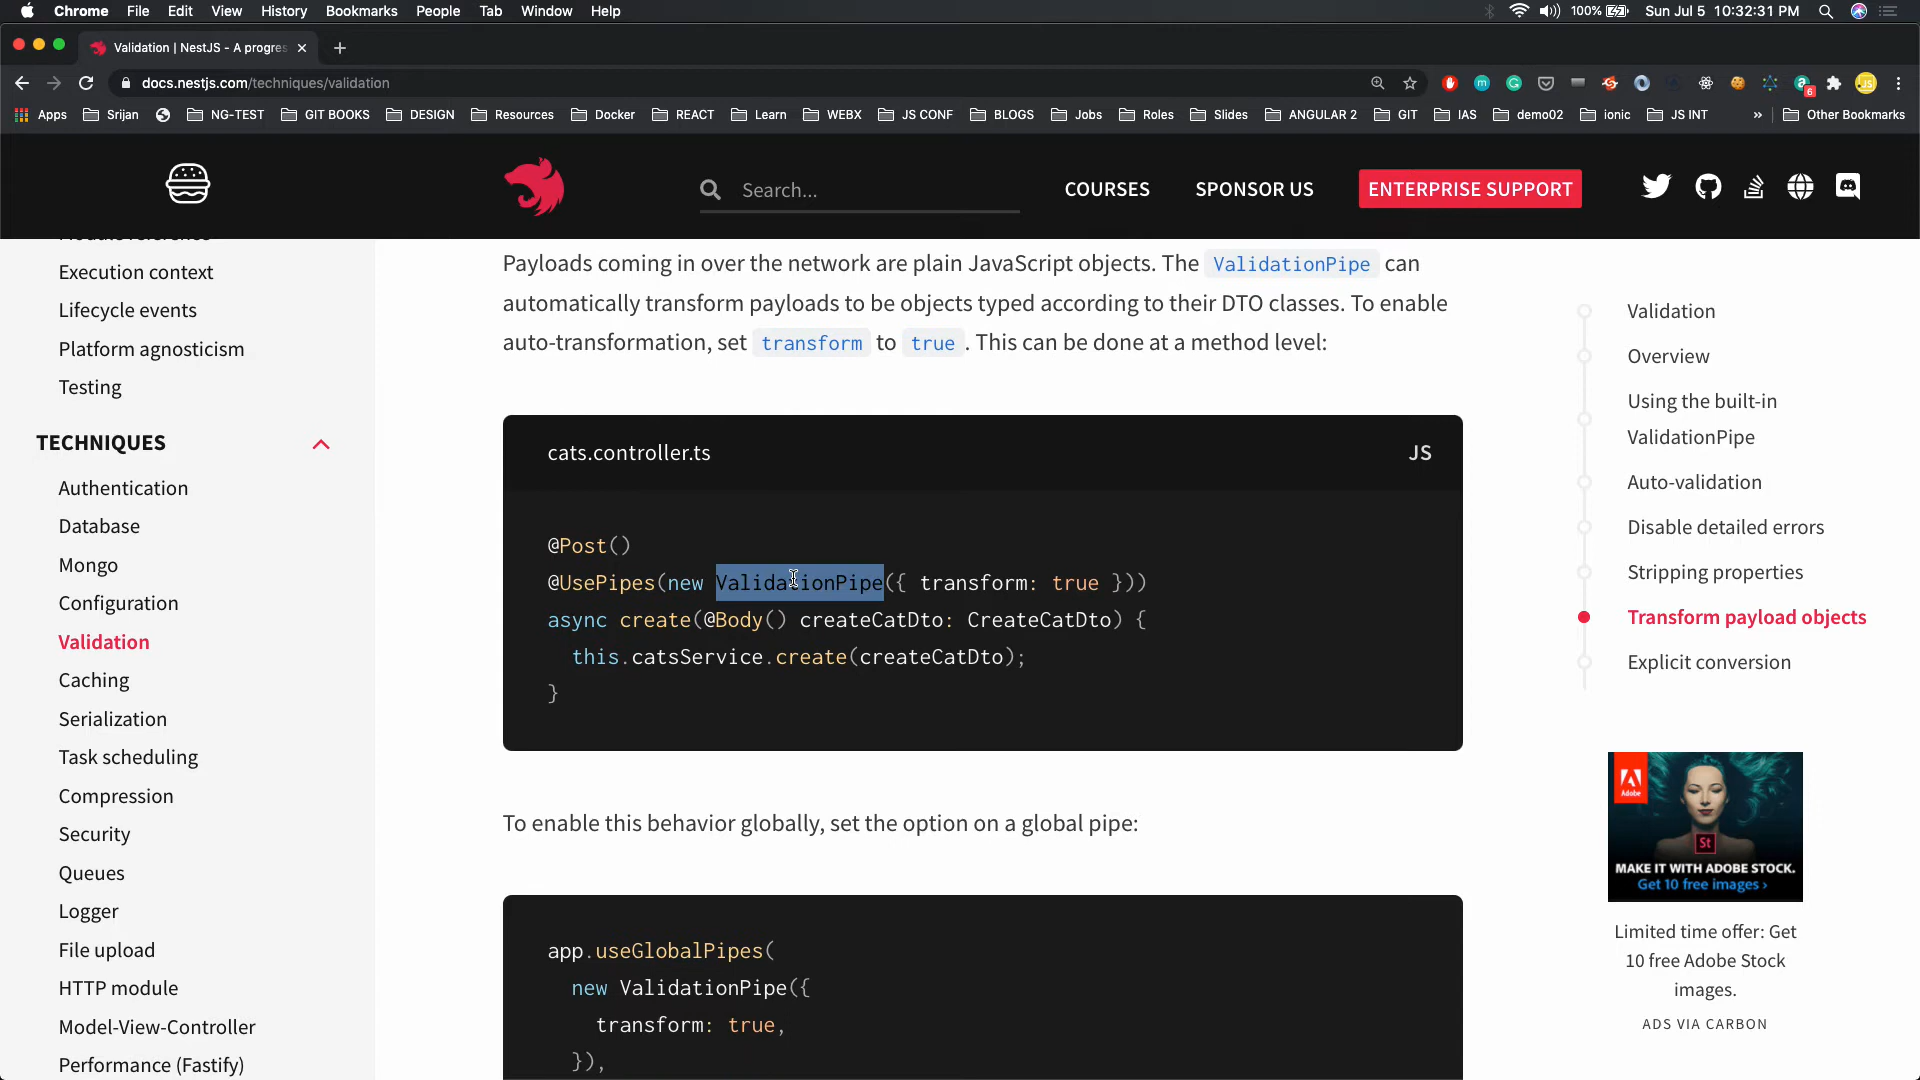 Chrome File Edit View History Bookmarks People Tab Window Help 100% Sun Jul 5 10:32:31 PM
Validation | NestJS - A progres
docs.nestjs.com/techniques/validation
6
Apps Srijan NG-TEST GIT BOOKS DESIGN Resources Docker REACT Learn WEBX JS CONF BLOGS Jobs Roles Slides ANGULAR 2 GIT IAS demo02 ionic JS INT » Other Bookmarks
Search... COURSES SPONSOR US ENTERPRISE SUPPORT
Execution context
Lifecycle events
Platform agnosticism
Testing
TECHNIQUES
Authentication
Database
Mongo
Configuration
Validation
Caching
Serialization
Task scheduling
Compression
Security
Queues
Logger
File upload
HTTP module
Model-View-Controller
Performance (Fastify)
Payloads coming in over the network are plain JavaScript objects. The ValidationPipe can
automatically transform payloads to be objects typed according to their DTO classes. To enable
auto-transformation, set transform to true . This can be done at a method level:
cats.controller.ts JS
@Post()
@UsePipes(new ValidationPipe({ transform: true }))
async create(@Body() createCatDto: CreateCatDto) {
this.catsService.create(createCatDto);
}
To enable this behavior globally, set the option on a global pipe:
app.useGlobalPipes(
new ValidationPipe({
transform: true,
}),
Validation
Overview
Using the built-in
ValidationPipe
Auto-validation
Disable detailed errors
Stripping properties
Transform payload objects
Explicit conversion
Adobe
St
MAKE IT WITH ADOBE STOCK.
Get 10 free images ›
Limited time offer: Get
10 free Adobe Stock
images.
ADS VIA CARBON